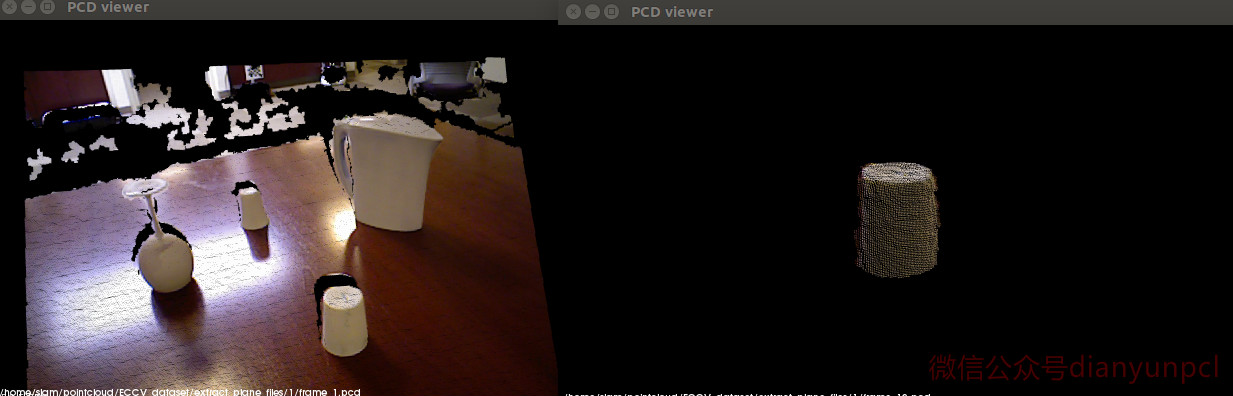 PCD viewer
PCD viewer
/home/slam/pointcloud/ECCV_dataset/extract_plane_files/1/frame_1.pcd
微信公众号dianyunpcl